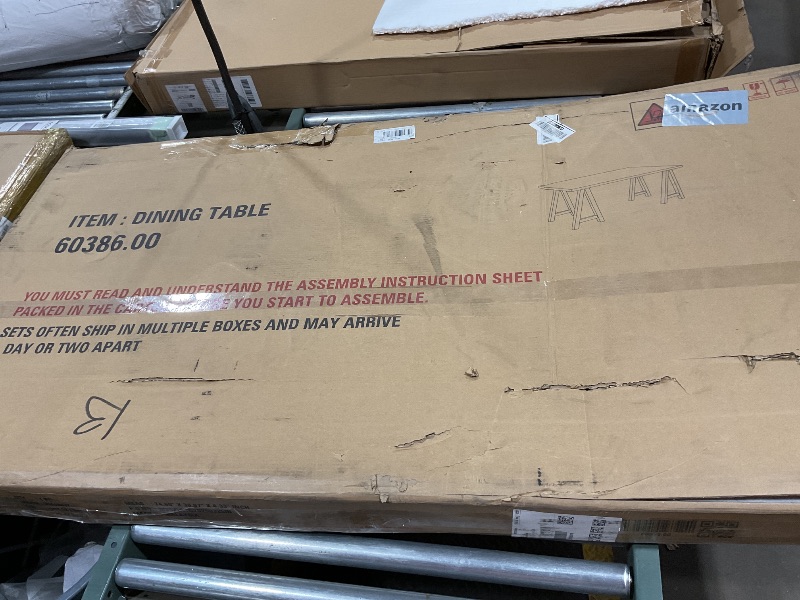 amazon
ITEM : DINING TABLE
60386.00
YOU MUST READ AND UNDERSTAND THE ASSEMBLY INSTRUCTION SHEET
PACKED IN THE YOU START TO ASSEMBLE.
SETS OFTEN SHIP IN MULTIPLE BOXES AND MAY ARRIVE
DAY OR TWO APART
13